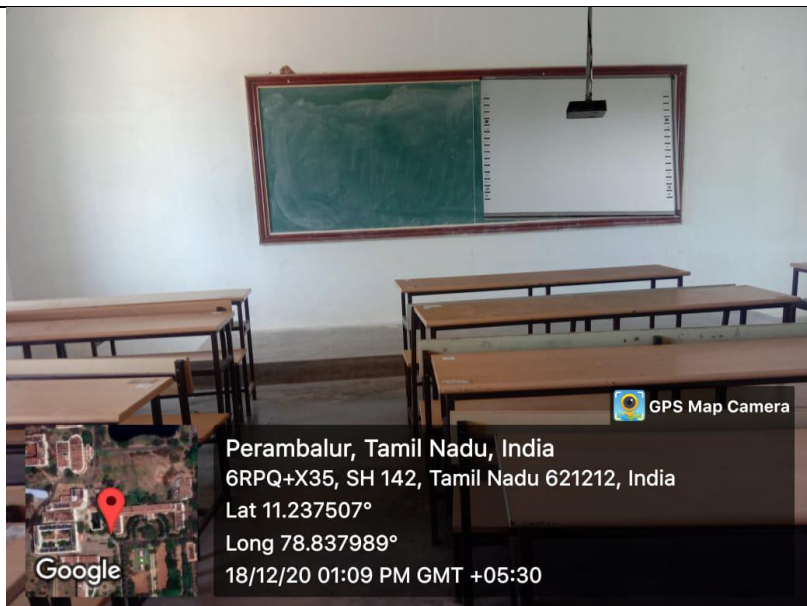 GPS Map Camera
Perambalur, Tamil Nadu, India
6RPQ+X35, SH 142, Tamil Nadu 621212, India
Lat 11.237507°
Long 78.837989°
18/12/20 01:09 PM GMT +05:30
Google